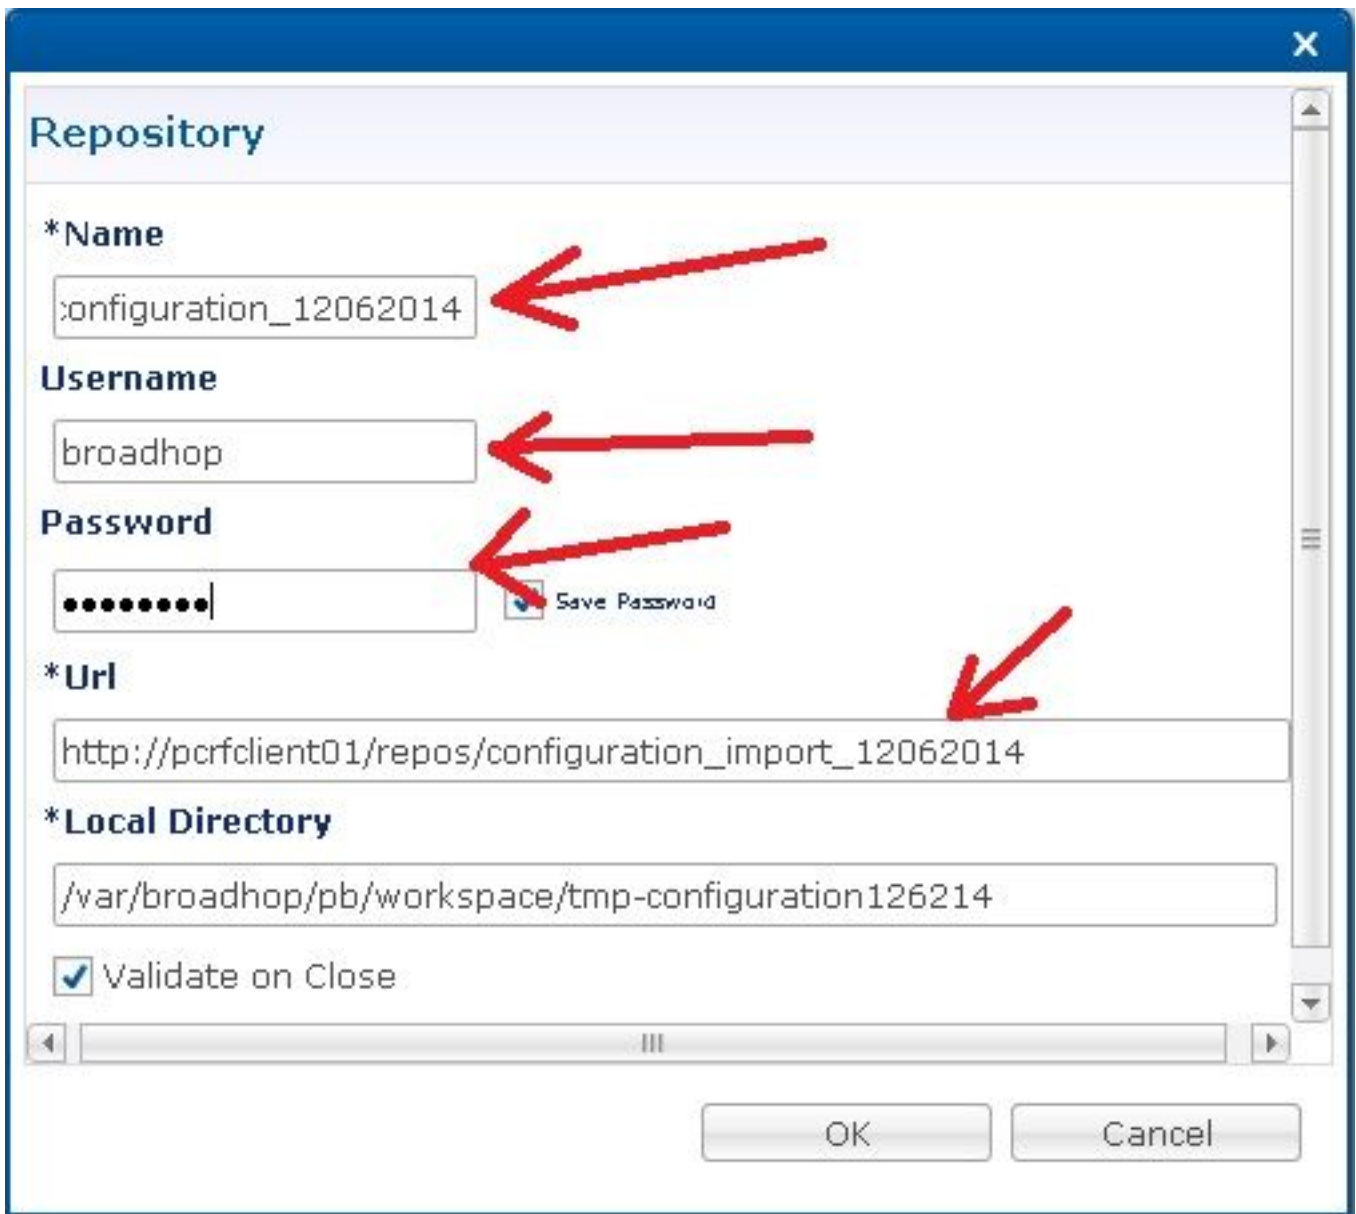 Repository
*Name
configuration_12062014
Username
broadhop
Password
••••••••
Save Password
*Url
http://pcrfclient01/repos/configuration_import_12062014
*Local Directory
/var/broadhop/pb/workspace/tmp-configuration126214
Validate on Close
OK
Cancel